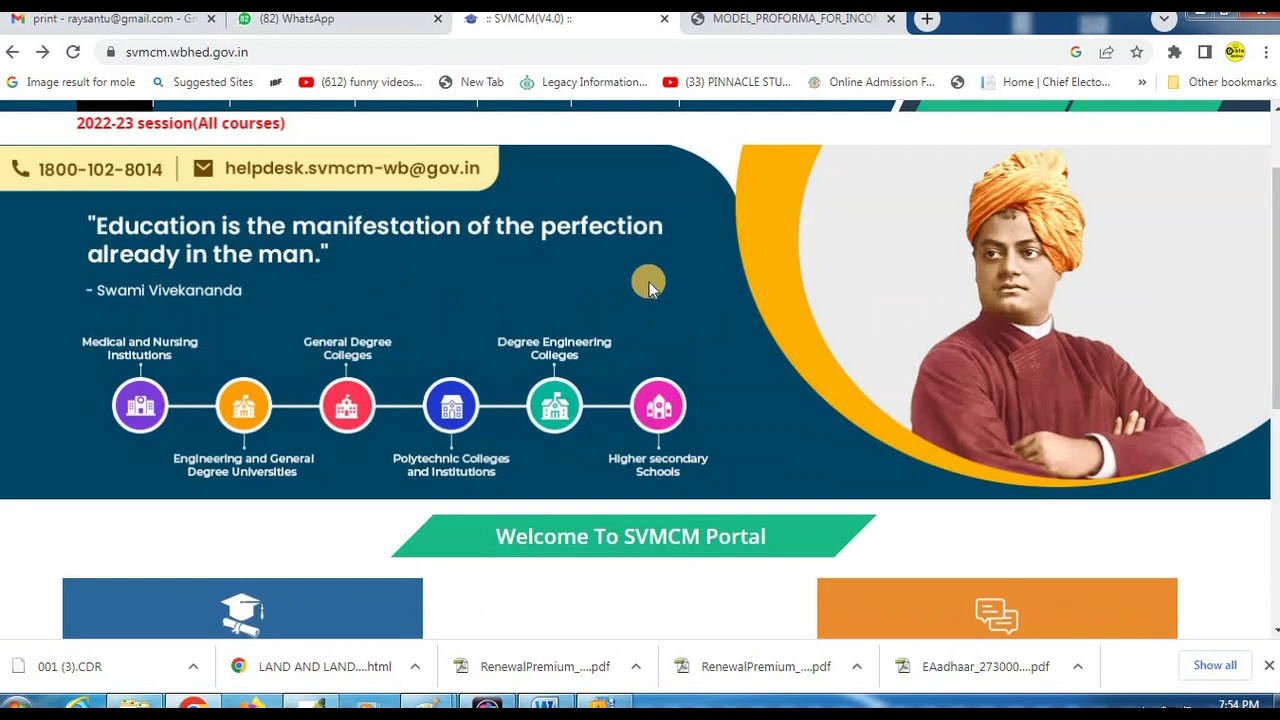 print - raysantu@gmail.com - Gn
(82) WhatsApp
:: SVMCM(V4.0) ::
MODEL_PROFORMA_FOR_INCON
svmcm.wbhed.gov.in
Image result for mole
Suggested Sites
(612) funny videos...
New Tab
Legacy Information...
(33) PINNACLE STU...
Online Admission F...
Home | Chief Electo...
»
Other bookmarks
2022-23 session(All courses)
1800-102-8014
helpdesk.svmcm-wb@gov.in
"Education is the manifestation of the perfection
already in the man."
- Swami Vivekananda
Medical and Nursing
Institutions
General Degree
Colleges
Degree Engineering
Colleges
Engineering and General
Degree Universities
Polytechnic Colleges
and Institutions
Higher secondary
Schools
Welcome To SVMCM Portal
001 (3).CDR
LAND AND LAND....html
RenewalPremium_....pdf
RenewalPremium_....pdf
EAadhaar_273000....pdf
Show all
7:54 PM